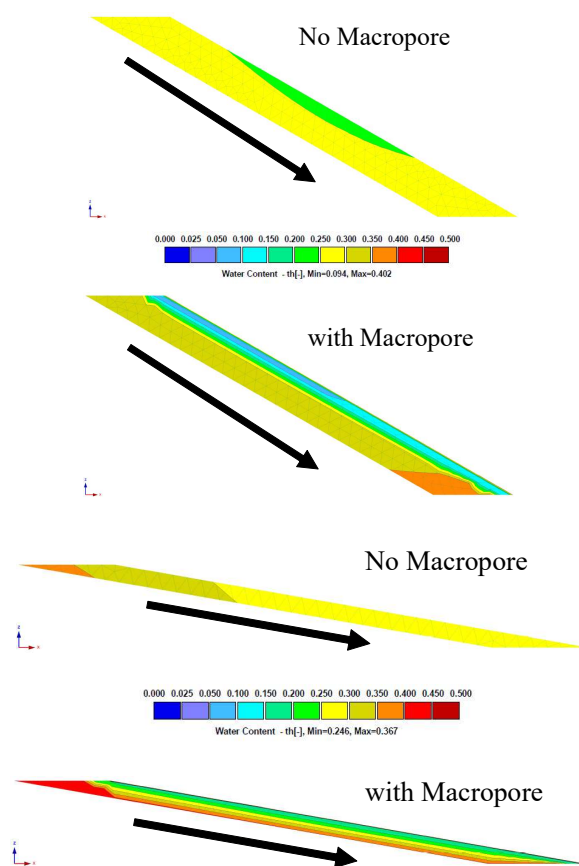 No Macropore
z
x
0.000 0.025 0.050 0.100 0.150 0.200 0.250 0.300 0.350 0.400 0.450 0.500
Water Content - th[-], Min=0.094, Max=0.402
with Macropore
z
x
No Macropore
z
x
0.000 0.025 0.050 0.100 0.150 0.200 0.250 0.300 0.350 0.400 0.450 0.500
Water Content - th[-], Min=0.246, Max=0.367
with Macropore
z
x